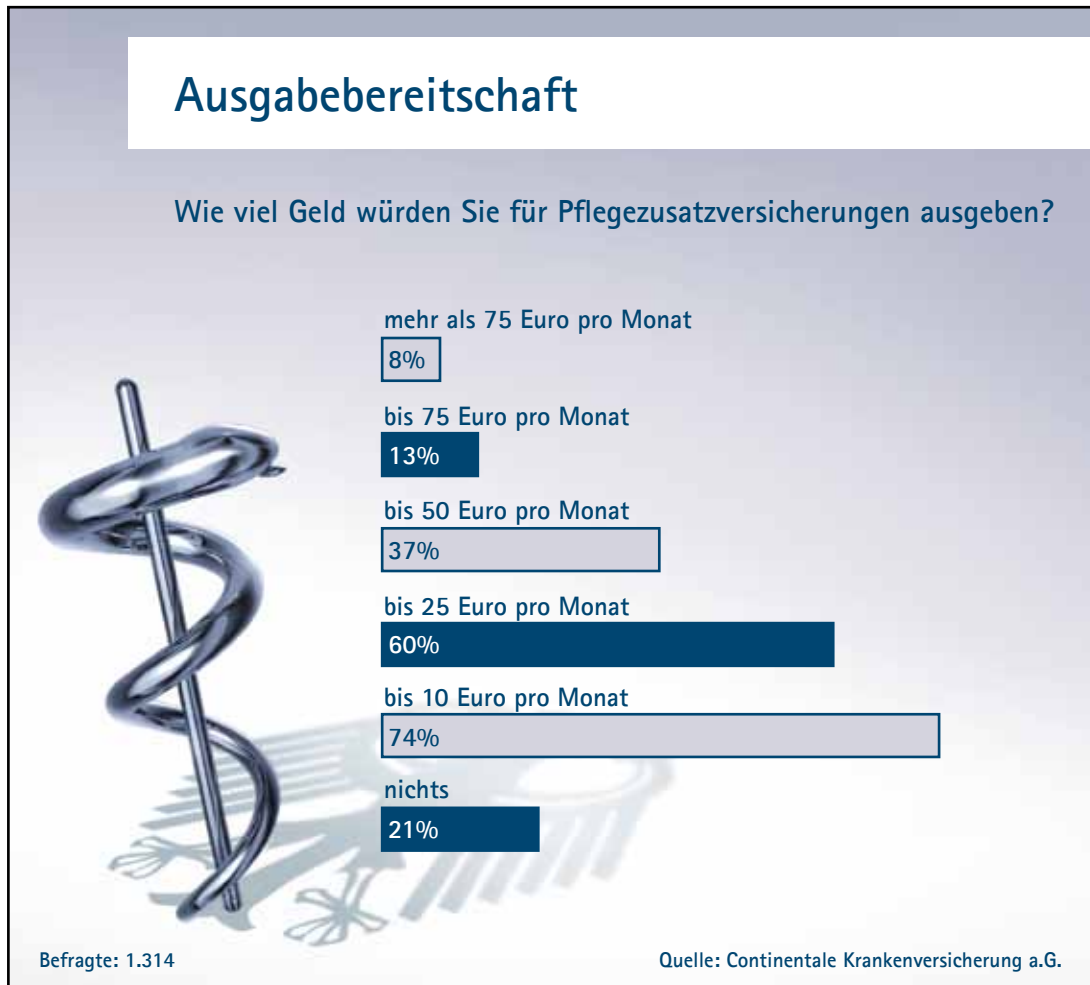 Ausgabebereitschaft
Wie viel Geld würden Sie für Pflegezusatzversicherungen ausgeben?
mehr als 75 Euro pro Monat
8%
bis 75 Euro pro Monat
13%
bis 50 Euro pro Monat
37%
bis 25 Euro pro Monat
60%
bis 10 Euro pro Monat
74%
nichts
21%
Befragte: 1.314
Quelle: Continentale Krankenversicherung a.G.